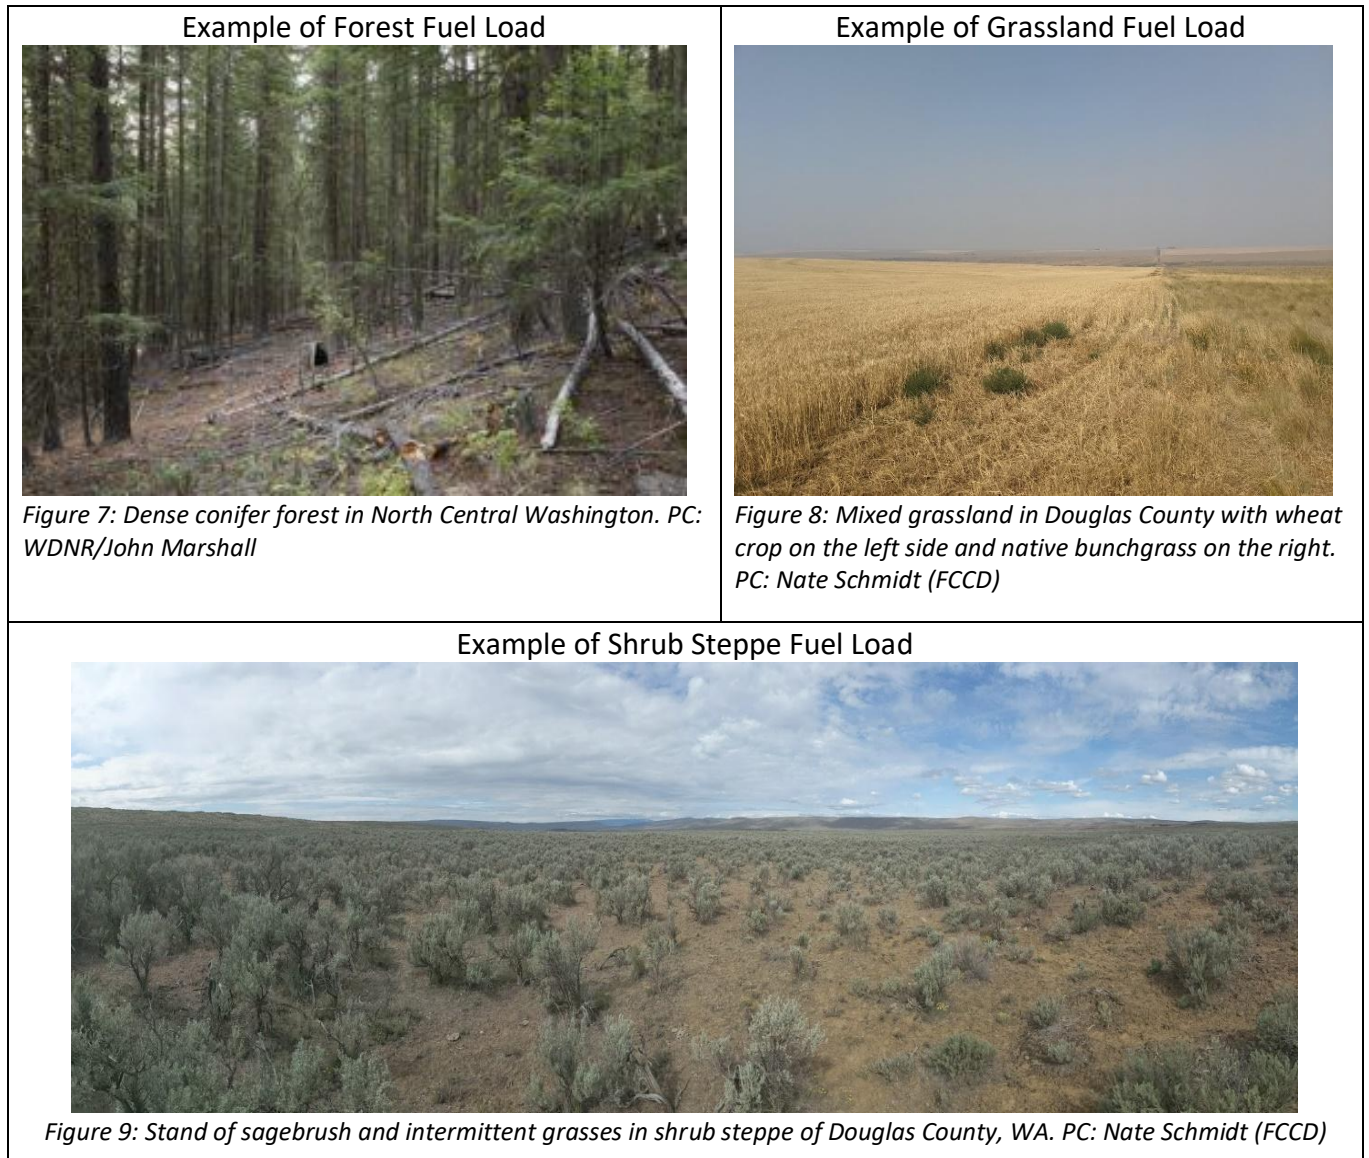 Example of Forest Fuel Load
Figure 7: Dense conifer forest in North Central Washington. PC:
WDNR/John Marshall
Example of Grassland Fuel Load
Figure 8: Mixed grassland in Douglas County with wheat
crop on the left side and native bunchgrass on the right.
PC: Nate Schmidt (FCCD)
Example of Shrub Steppe Fuel Load
Figure 9: Stand of sagebrush and intermittent grasses in shrub steppe of Douglas County, WA. PC: Nate Schmidt (FCCD)